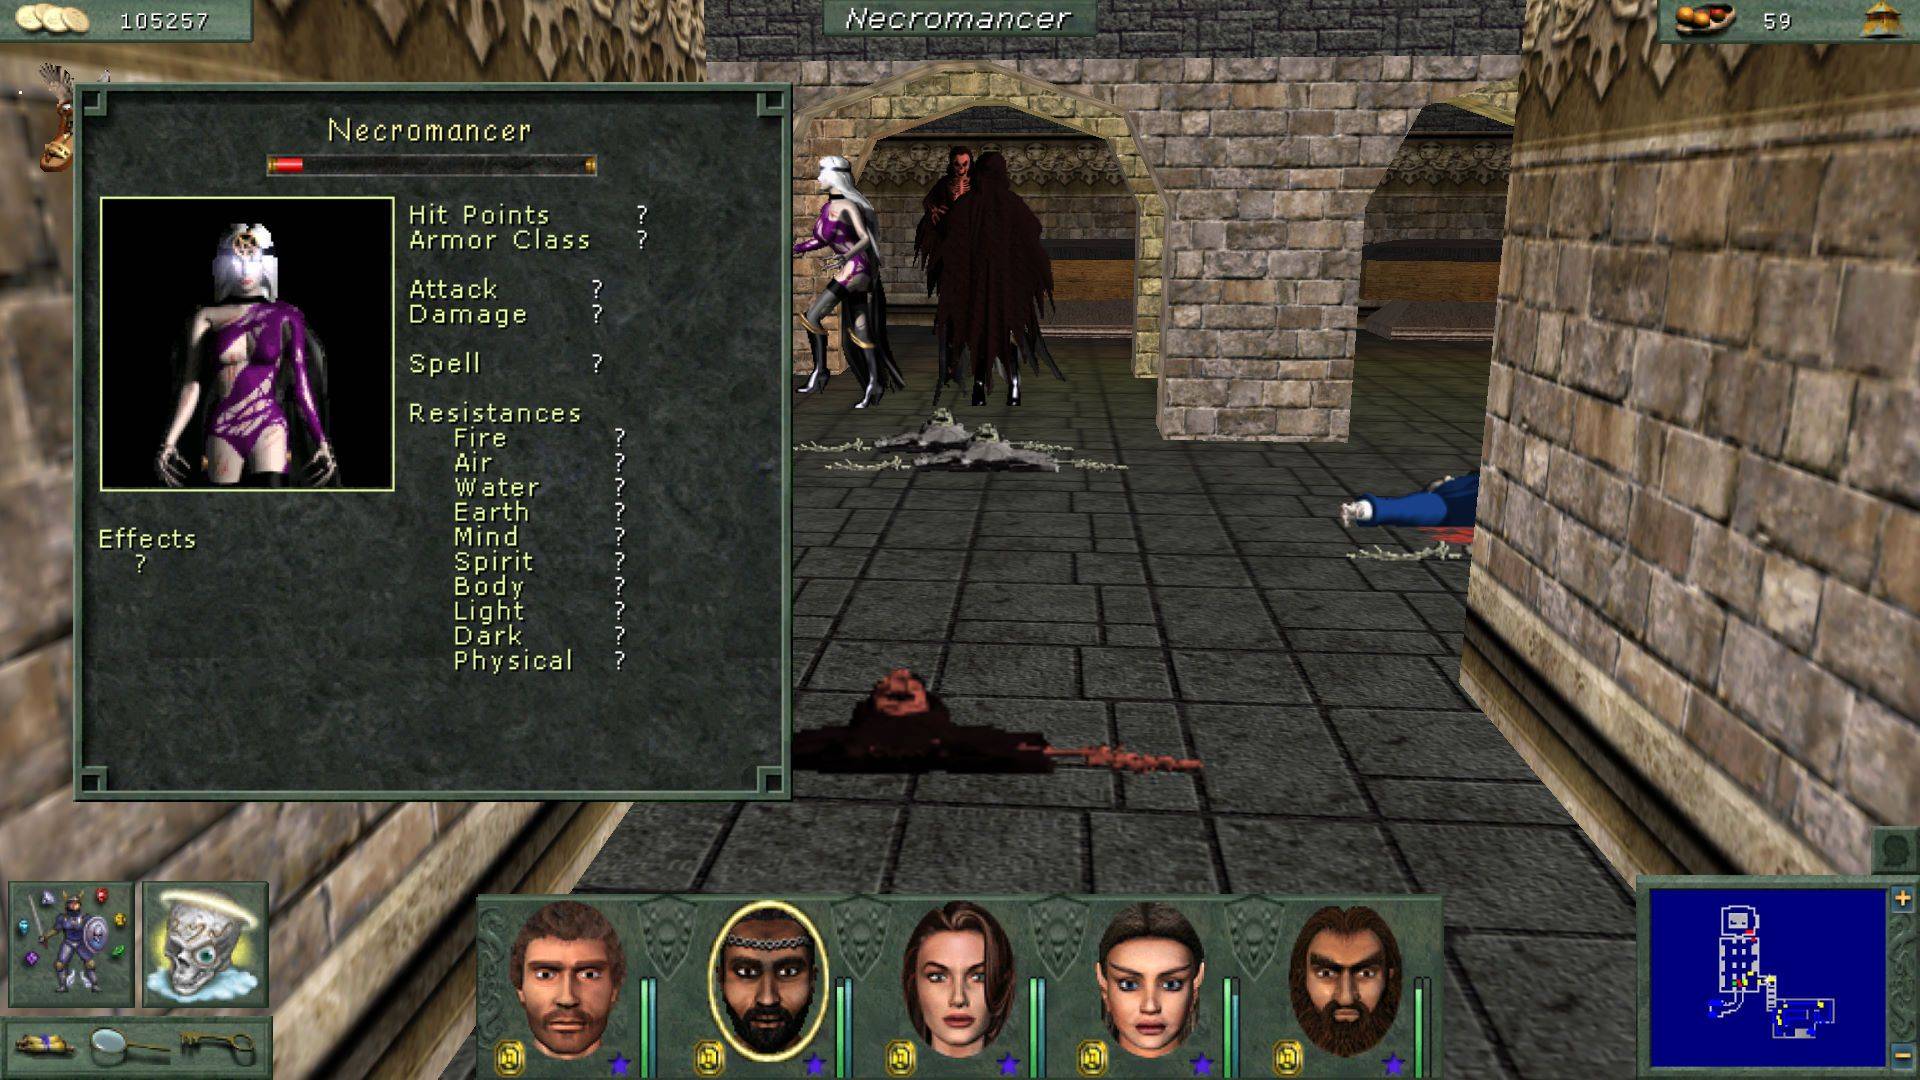 105257
Necromancer
59
Necromancer
Hit Points ?
Armor Class ?
Attack ?
Damage ?
Spell ?
Resistances
Fire ?
Air ?
Water ?
Earth ?
Mind ?
Spirit ?
Body ?
Light ?
Dark ?
Physical ?
Effects
?
+
-